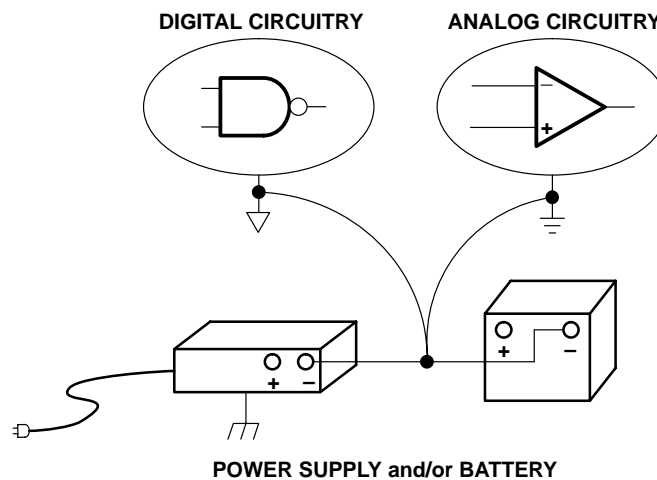 DIGITAL CIRCUITRY
ANALOG CIRCUITRY
−
+
+
−
+
−
POWER SUPPLY and/or BATTERY